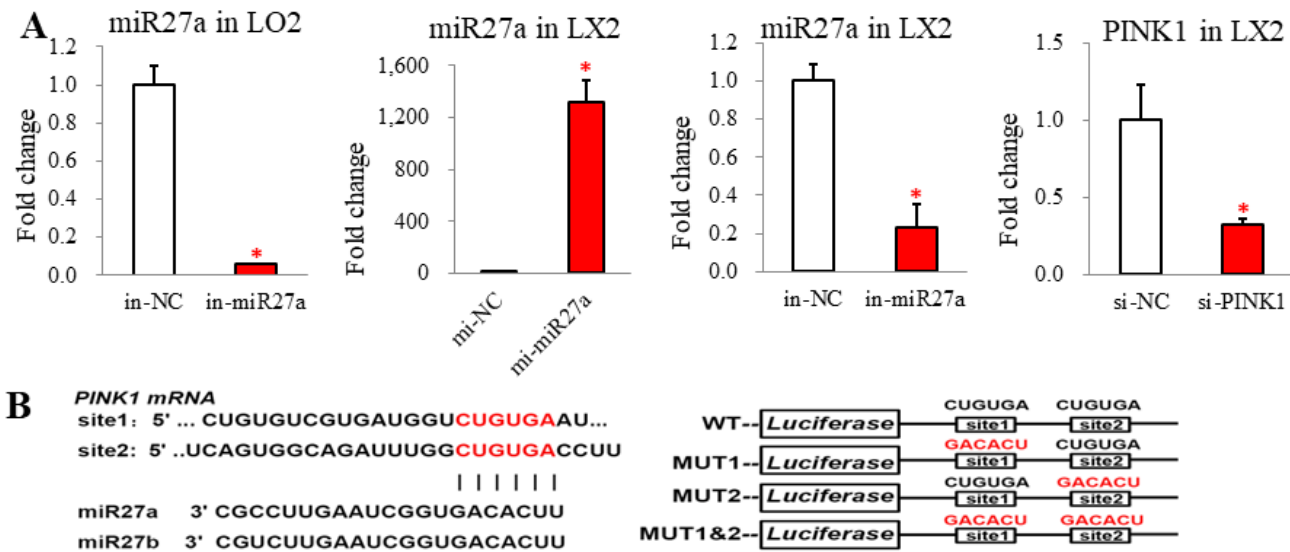 A
miR27a in LO2
Fold change
1.2
1.0
0.8
0.6
0.4
0.2
0.0
*
in-NC in-miR27a
miR27a in LX2
Fold change
1,600
1,200
800
400
0
*
mi-NC mi-miR27a
miR27a in LX2
Fold change
1.2
1.0
0.8
0.6
0.4
0.2
0.0
*
in-NC in-miR27a
PINK1 in LX2
Fold change
1.5
1.0
0.5
0.0
*
si-NC si-PINK1
B
PINK1 mRNA
site1: 5' ... CUGUGUCGUGAUGGUCUGUGAAU...
site2: 5' ..UCAGUGGCAGAUUUGGCUGUGACCUU
miR27a 3' CGCCUUGAAUCGGUGACACUU
miR27b 3' CGUCUUGAAUCGGUGACACUU
CUGUGA CUGUGA
WT-- Luciferase site1 site2
GACACU CUGUGA
MUT1-- Luciferase site1 site2
CUGUGA GACACU
MUT2-- Luciferase site1 site2
GACACU GACACU
MUT1&2-- Luciferase site1 site2